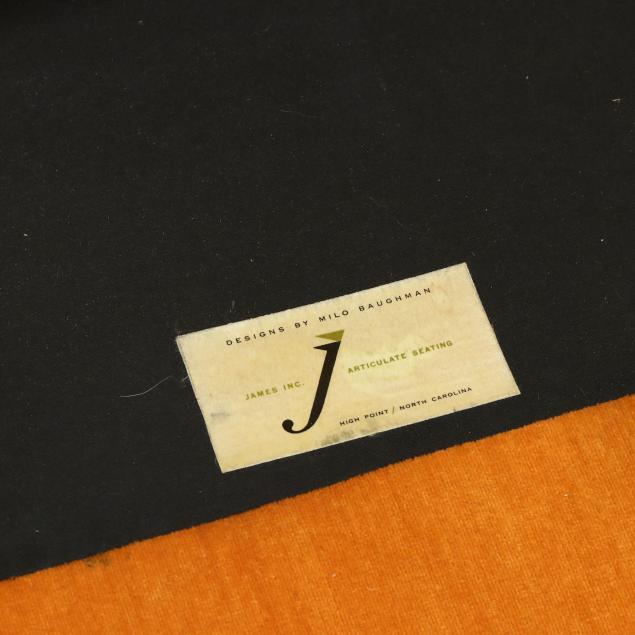 DESIGNS BY MILO BAUGHMAN
j
JAMES INC. ARTICULATE SEATING
HIGH POINT / NORTH CAROLINA